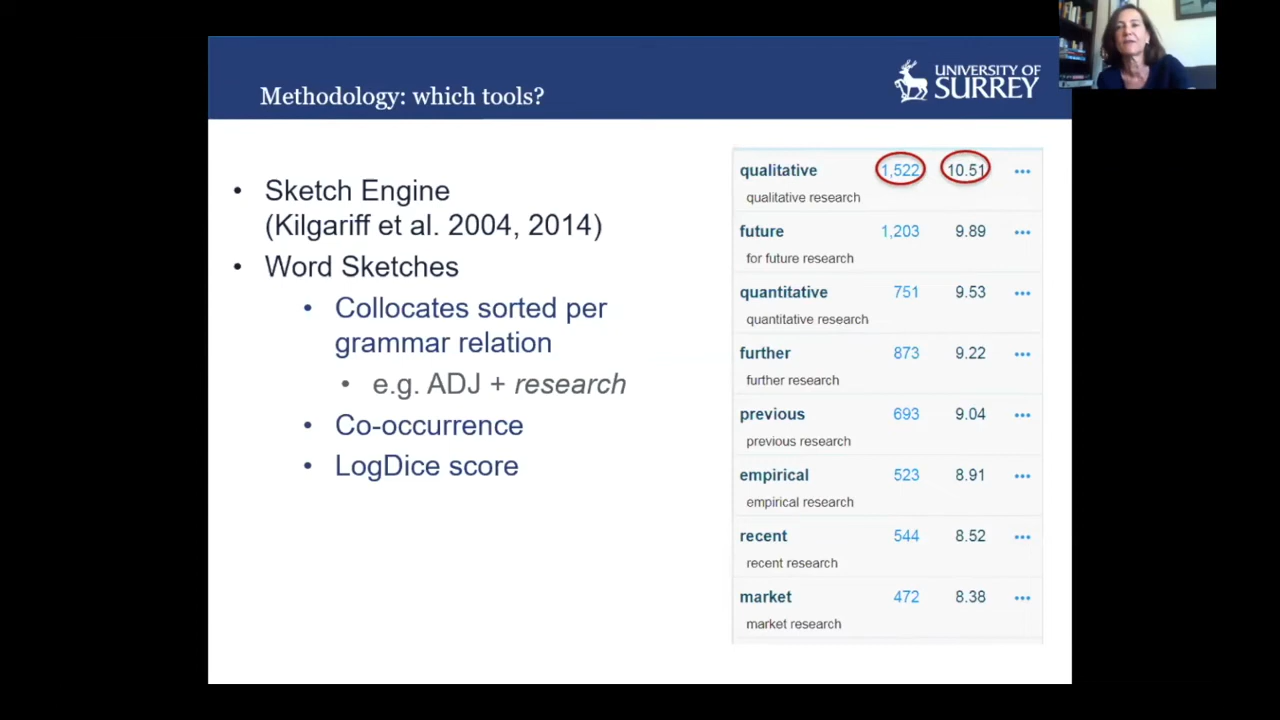 Methodology: which tools?
UNIVERSITY OF
SURREY
• Sketch Engine
(Kilgariff et al. 2004, 2014)
• Word Sketches
• Collocates sorted per
grammar relation
• e.g. ADJ + research
• Co-occurrence
• LogDice score
qualitative 1,522 10.51 •••
qualitative research
future 1,203 9.89 •••
for future research
quantitative 751 9.53 •••
quantitative research
further 873 9.22 •••
further research
previous 693 9.04 •••
previous research
empirical 523 8.91 •••
empirical research
recent 544 8.52 •••
recent research
market 472 8.38 •••
market research